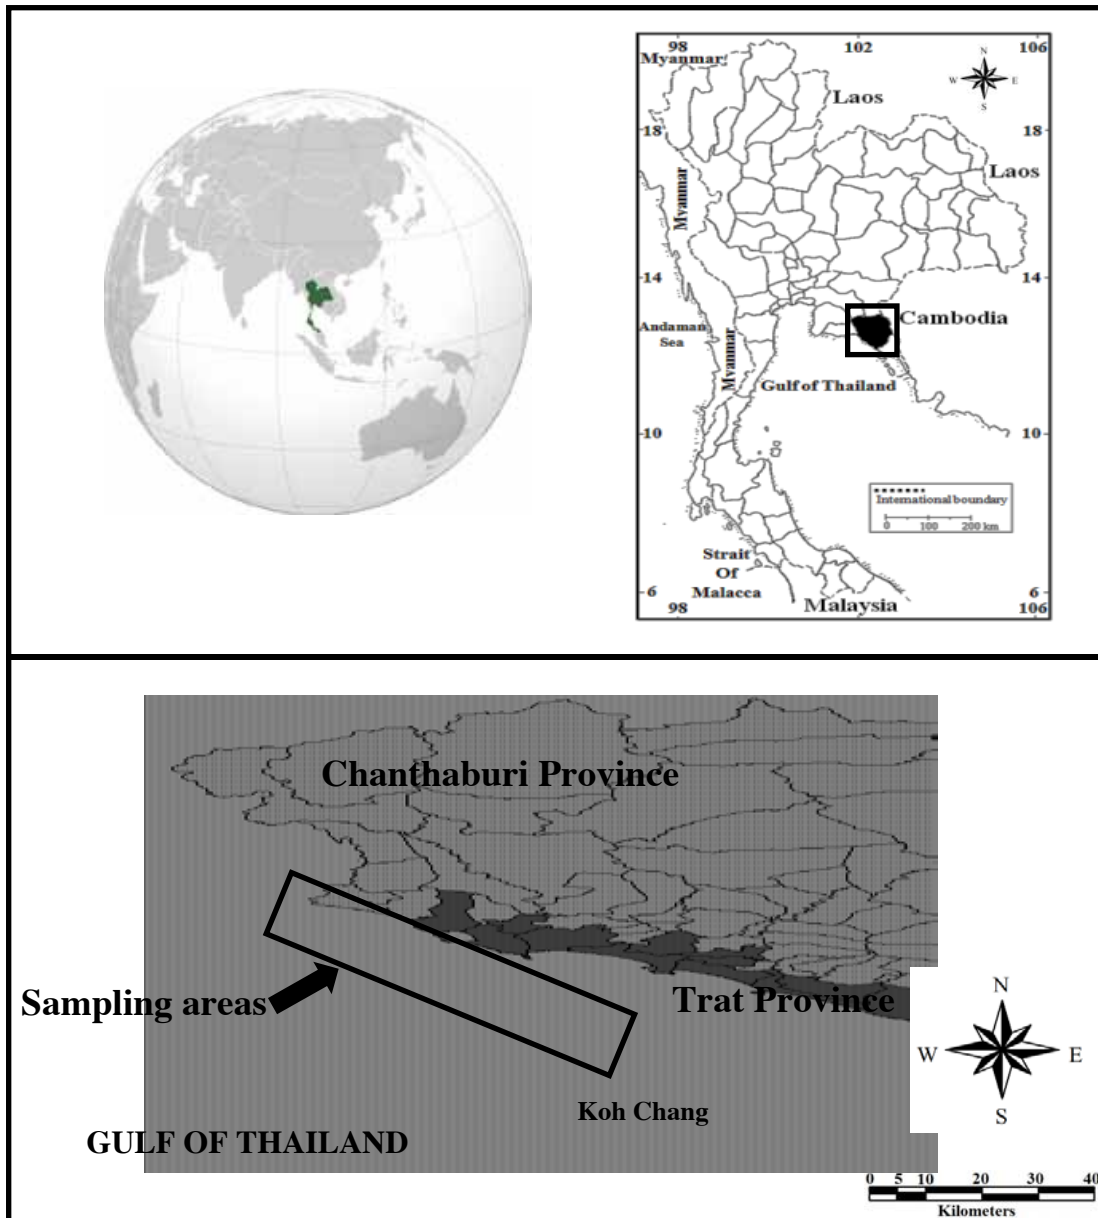 98
102
106
Myanmar
N
W
E
S
Laos
18
18
Laos
Myanmar
14
14
Cambodia
Andaman
Sea
Myanmar
Gulf of Thailand
10
10
International boundary
0 100 200 km
Strait
Of
Malacca
6
6
Malaysia
98
106
Chanthaburi Province
Sampling areas
Trat Province
N
W
E
S
Koh Chang
GULF OF THAILAND
0 5 10 20 30 40
Kilometers